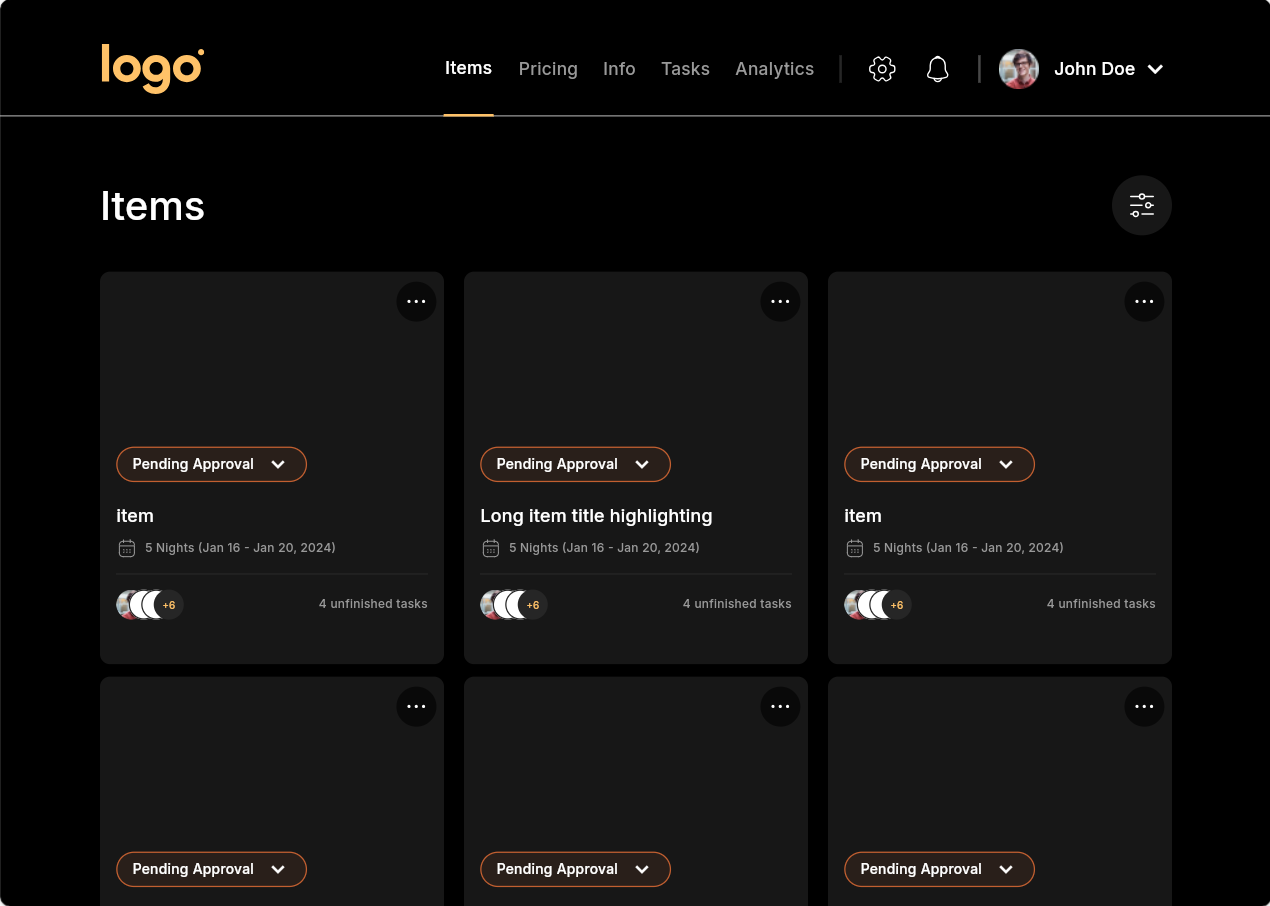 logo
Items Pricing Info Tasks Analytics John Doe
Items
Pending Approval Pending Approval Pending Approval
item Long item title highlighting item
5 Nights (Jan 16 - Jan 20, 2024) 5 Nights (Jan 16 - Jan 20, 2024) 5 Nights (Jan 16 - Jan 20, 2024)
+6 4 unfinished tasks +6 4 unfinished tasks +6 4 unfinished tasks
Pending Approval Pending Approval Pending Approval